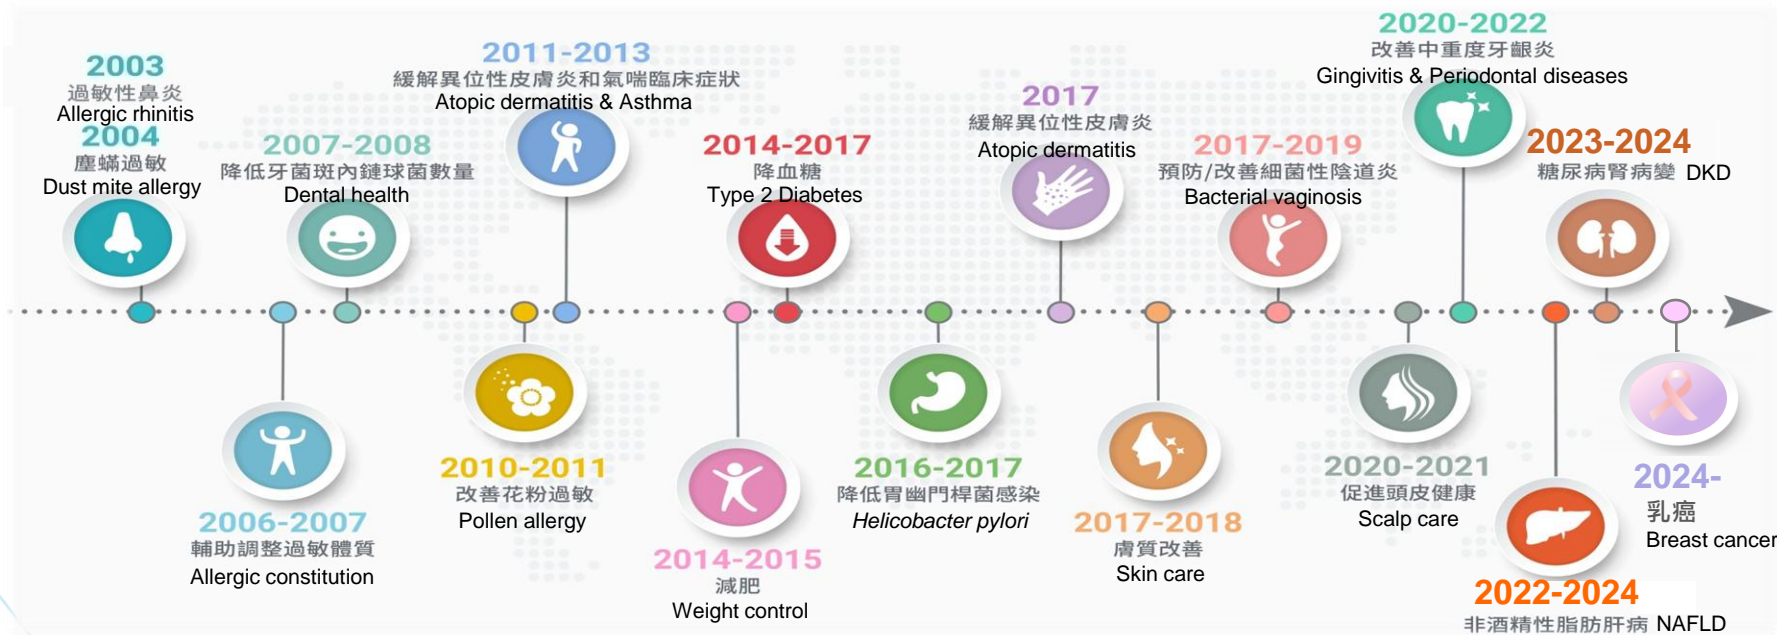 2003
過敏性鼻炎
Allergic rhinitis
2004
塵蟎過敏
Dust mite allergy
2006-2007
輔助調整過敏體質
Allergic constitution
2007-2008
降低牙菌斑內鏈球菌數量
Dental health
2010-2011
改善花粉過敏
Pollen allergy
2011-2013
緩解異位性皮膚炎和氣喘臨床症狀
Atopic dermatitis & Asthma
2014-2015
減肥
Weight control
2014-2017
降血糖
Type 2 Diabetes
2016-2017
降低胃幽門桿菌感染
Helicobacter pylori
2017
緩解異位性皮膚炎
Atopic dermatitis
2017-2018
膚質改善
Skin care
2017-2019
預防/改善細菌性陰道炎
Bacterial vaginosis
2020-2021
促進頭皮健康
Scalp care
2020-2022
改善中重度牙齦炎
Gingivitis & Periodontal diseases
2022-2024
非酒精性脂肪肝病 NAFLD
2023-2024
糖尿病腎病變 DKD
2024-
乳癌
Breast cancer